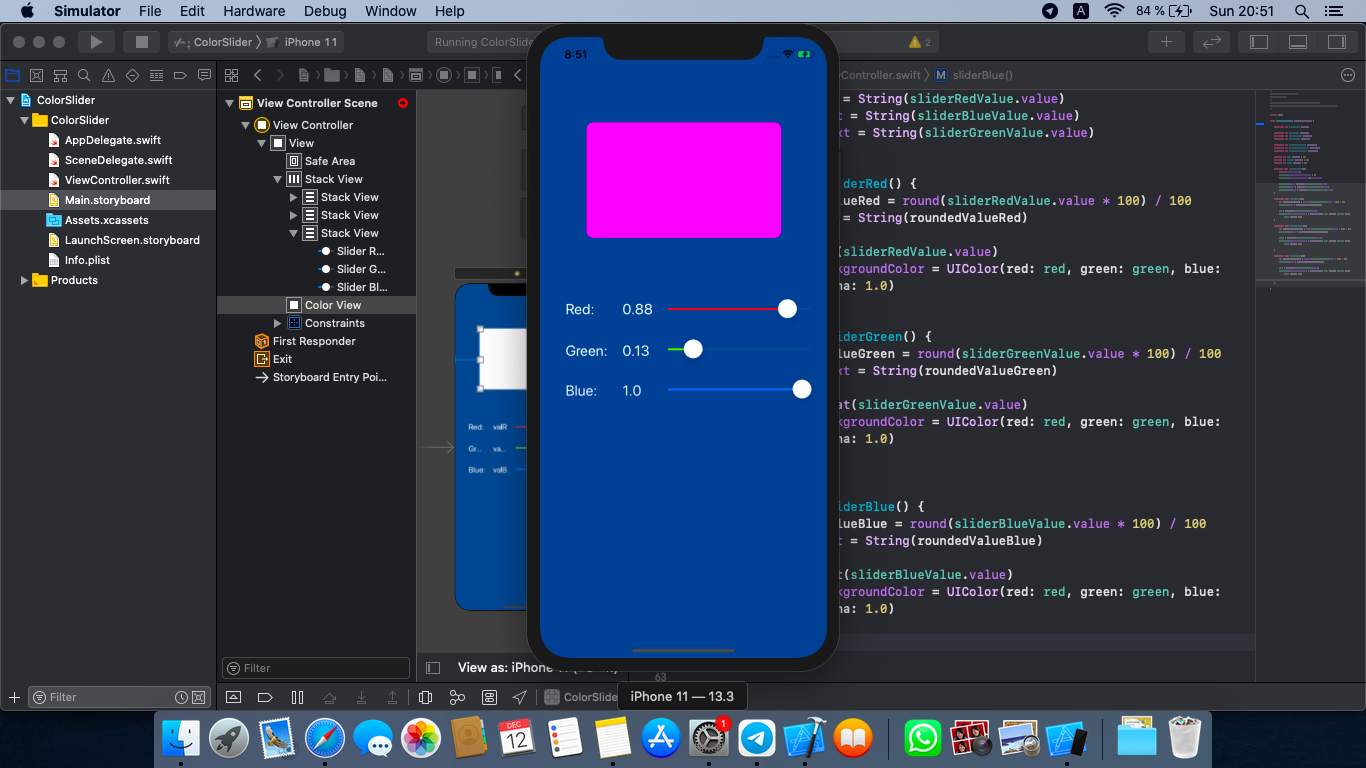 Simulator File Edit Hardware Debug Window Help
A 84 % Sun 20:51
ColorSlider iPhone 11 Running ColorSlide 2
View Controller Scene
Controller.swift M sliderBlue()
ColorSlider
ColorSlider
AppDelegate.swift
SceneDelegate.swift
ViewController.swift
Main.storyboard
Assets.xcassets
LaunchScreen.storyboard
Info.plist
Products
View Controller
View
Safe Area
Stack View
Stack View
Stack View
Stack View
Slider R...
Slider G...
Slider Bl...
Color View
Constraints
First Responder
Exit
Storyboard Entry Poi...
Red: valR
Gr... va...
Blue: valB
8:51
Red: 0.88
Green: 0.13
Blue: 1.0
= String(sliderRedValue.value)
t = String(sliderBlueValue.value)
xt = String(sliderGreenValue.value)
iderRed() {
lueRed = round(sliderRedValue.value * 100) / 100
= String(roundedValueRed)
(sliderRedValue.value)
kgroundColor = UIColor(red: red, green: green, blue:
ha: 1.0)
iderGreen() {
lueGreen = round(sliderGreenValue.value * 100) / 100
xt = String(roundedValueGreen)
at(sliderGreenValue.value)
kgroundColor = UIColor(red: red, green: green, blue:
ha: 1.0)
iderBlue() {
lueBlue = round(sliderBlueValue.value * 100) / 100
t = String(roundedValueBlue)
t(sliderBlueValue.value)
kgroundColor = UIColor(red: red, green: green, blue:
ha: 1.0)
63
Filter
View as: iPhone
Filter
ColorSlide
iPhone 11 — 13.3
DEC
12
1